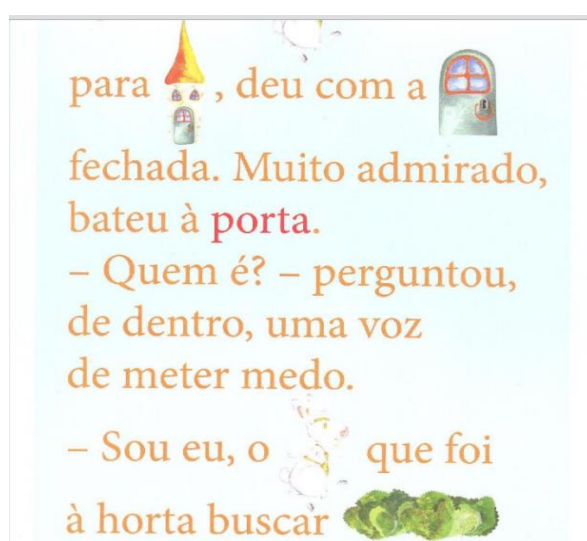 para , deu com a
fechada. Muito admirado,
bateu à porta.
– Quem é? – perguntou,
de dentro, uma voz
de meter medo.
– Sou eu, o que foi
à horta buscar